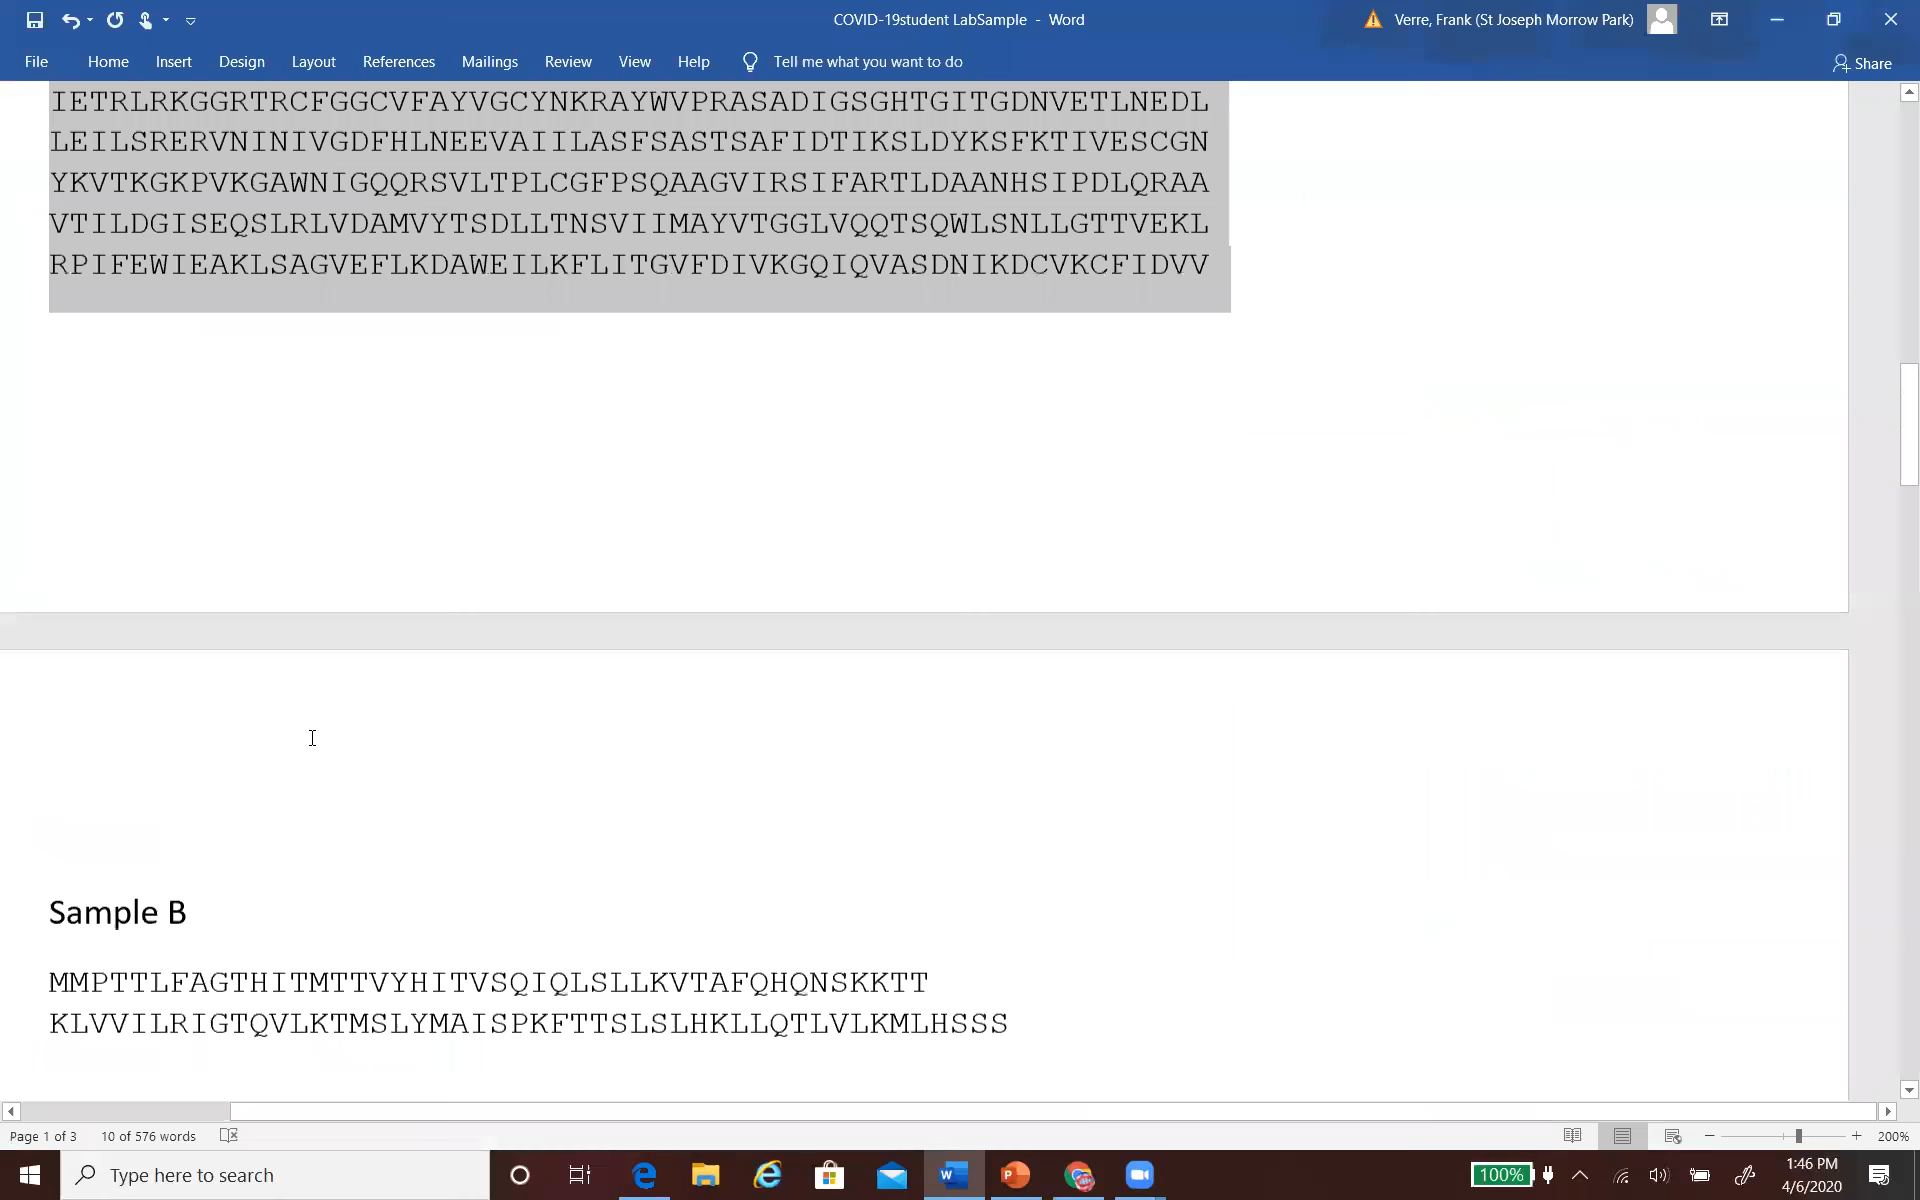 COVID-19student LabSample - Word
Verre, Frank (St Joseph Morrow Park)
File Home Insert Design Layout References Mailings Review View Help Tell me what you want to do Share
IETRLRKGGRTRCFGGCVFAYVGCYNKRAYWVPRASADIGSGHTGITGDNVETLNEDL
LEILSRERVNINIVGDFHLNEEVAIILASFSASTSAFIDTIKSLDYKSFKTIVESCGN
YKVTKGKPVKGAWNIGQQRSVLTPLCGFPSQAAGVIRSIFARTLDAANHSIPDLQRAA
VTILDGISEQSLRLVDAMVYTSDLLTNSVIIMAYVTGGLVQQTSQWLSNLLGTTVEKL
RPIFEWIEAKLSAGVEFLKDAWEILKFLITGVFDIVKGQIQVASDNIKDCVKCFIDVV
Sample B
MMPTTLFAGTHITMTTVYHITVSQIQLSLLKVTAFQHQNSKKTT
KLVVILRIGTQVLKTMSLYMAISPKFTTSLSLHKLLQTLVLKMLHSSS
Page 1 of 3 10 of 576 words 200%
Type here to search 100% 1:46 PM
4/6/2020